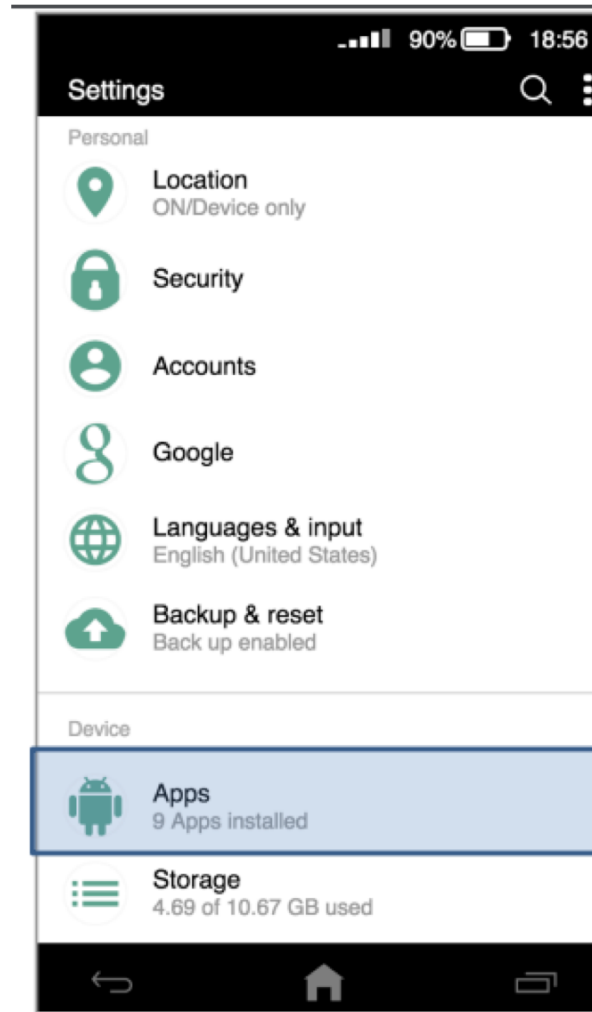 90% 18:56
Settings
Personal
Location
ON/Device only
Security
Accounts
Google
Languages & input
English (United States)
Backup & reset
Back up enabled
Device
Apps
9 Apps installed
Storage
4.69 of 10.67 GB used